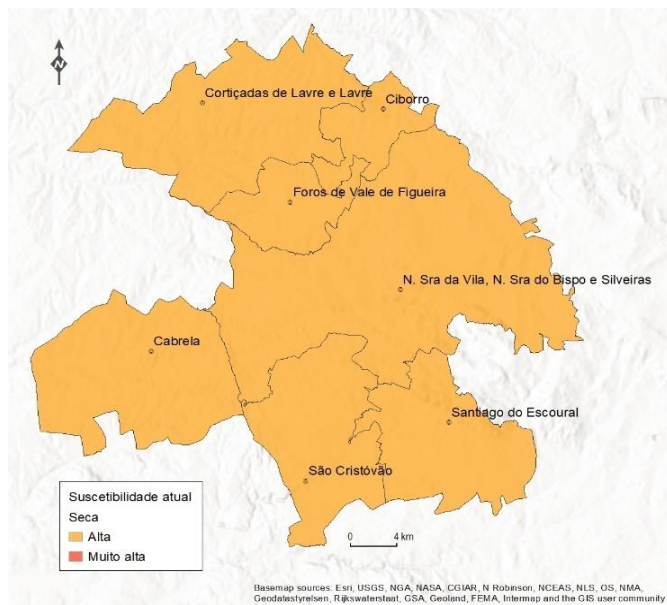 N
Cortiçadas de Lavre e Lavre
Ciborro
Foros de Vale de Figueira
N. Sra da Vila, N. Sra do Bispo e Silveiras
Cabrela
Santiago do Escoural
São Cristóvão
Suscetibilidade atual
Seca
Alta
Muito alta
0 4 km
Basemap sources: Esri, USGS, NGA, NASA, CGIAR, N Robinson, NCEAS, NLS, OS, NMA,
Geodatastyrelsen, Rijkswaterstaat, GSA, Geoland, FEMA, Intermap and the GIS user community